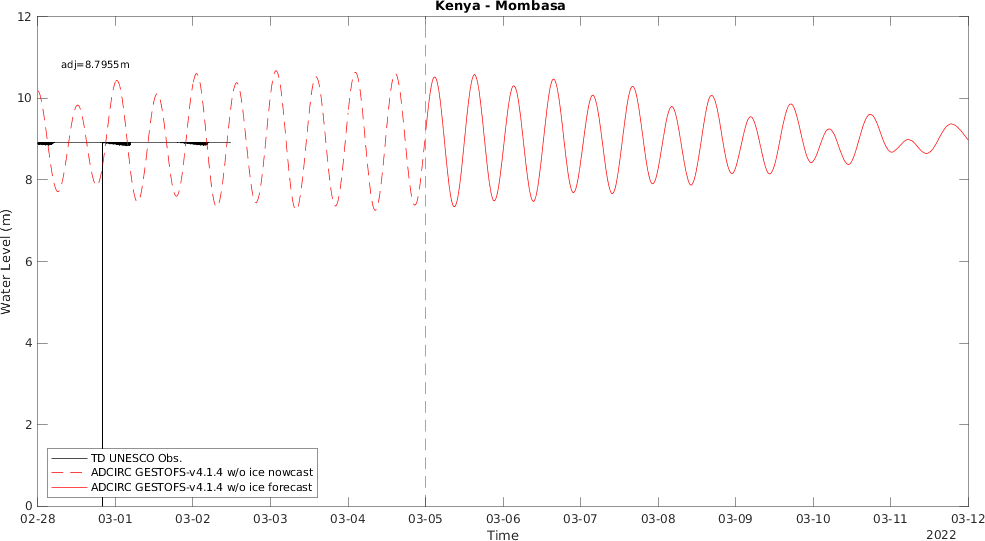 Kenya - Mombasa
adj=8.7955m
12
10
8
6
4
2
0
Water Level (m)
TD UNESCO Obs.
ADCIRC GESTOFS-v4.1.4 w/o ice nowcast
ADCIRC GESTOFS-v4.1.4 w/o ice forecast
02-28 03-01 03-02 03-03 03-04 03-05 03-06 03-07 03-08 03-09 03-10 03-11 03-12
Time
2022